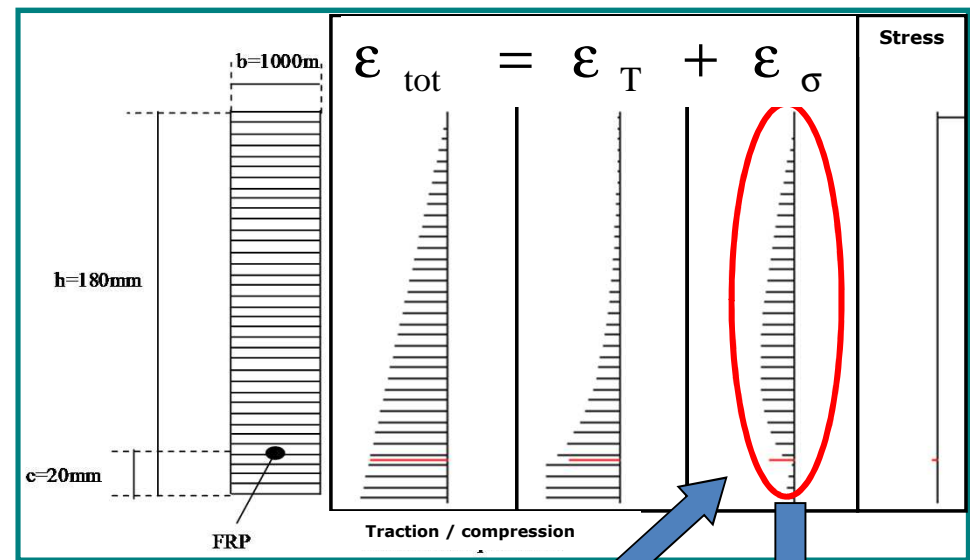 b=1000m
ε tot = ε T + ε σ
Stress
h=180mm
c=20mm
FRP
Traction / compression